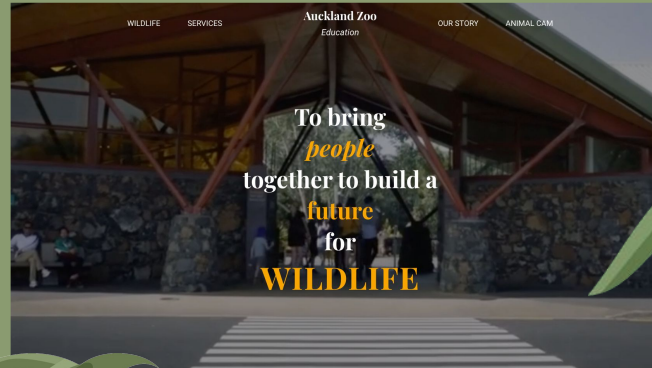 WILDLIFE
SERVICES
Auckland Zoo
Education
OUR STORY
ANIMAL CAM
To bring
people
together to build a
future
for
WILDLIFE